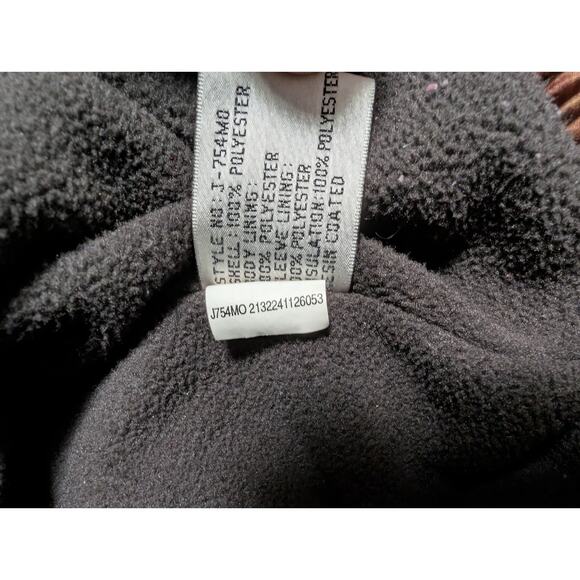 STYLE NO: J-754MO
SHELL: 100% POLYESTER
BODY LINING:
100% POLYESTER
SLEEVE LINING:
100% POLYESTER
INSULATION: 100% POLYESTER
RESIN COATED
J754MO 2132241126053